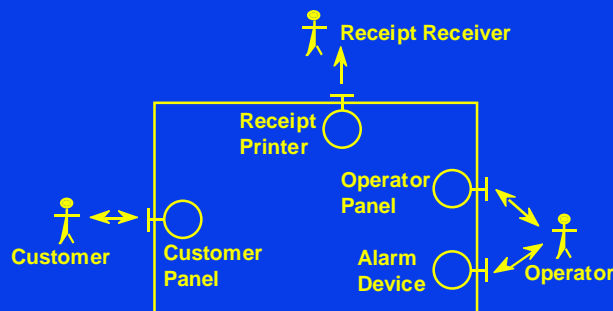 Receipt Receiver
Receipt
Printer
Operator
Panel
Customer
Customer
Panel
Alarm
Device
Operator